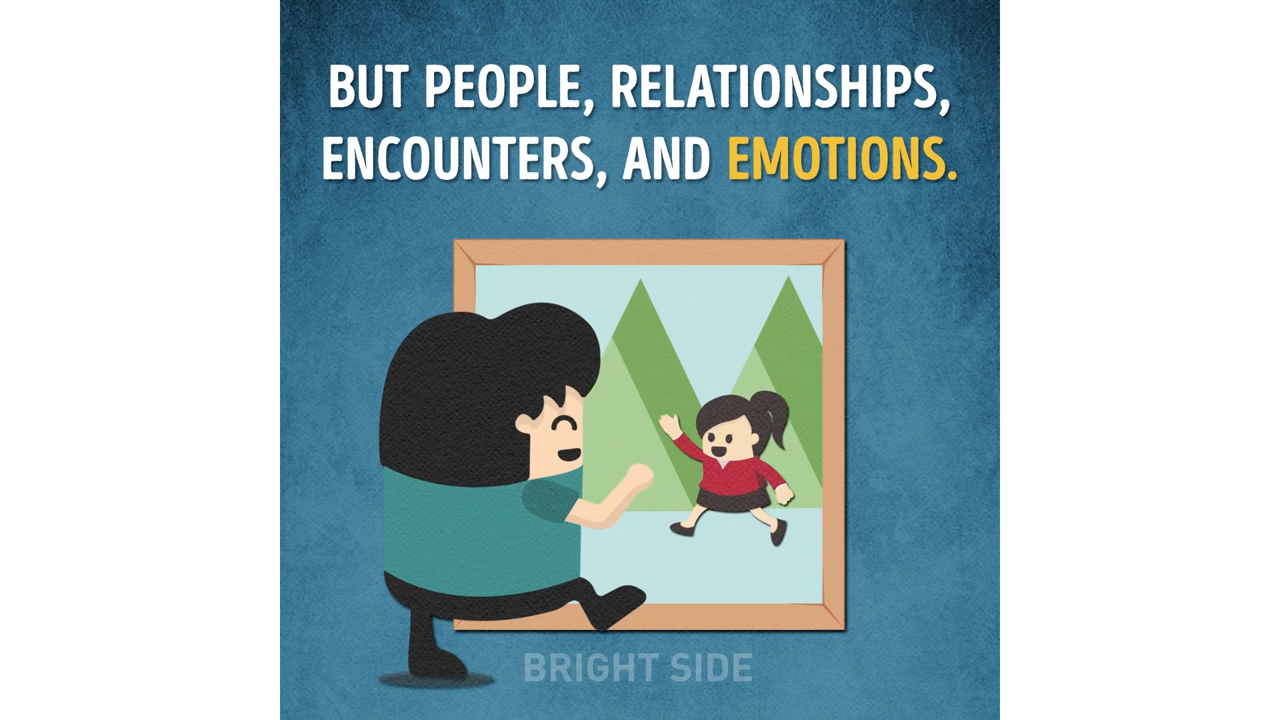 BUT PEOPLE, RELATIONSHIPS,
ENCOUNTERS, AND EMOTIONS.
BRIGHT SIDE